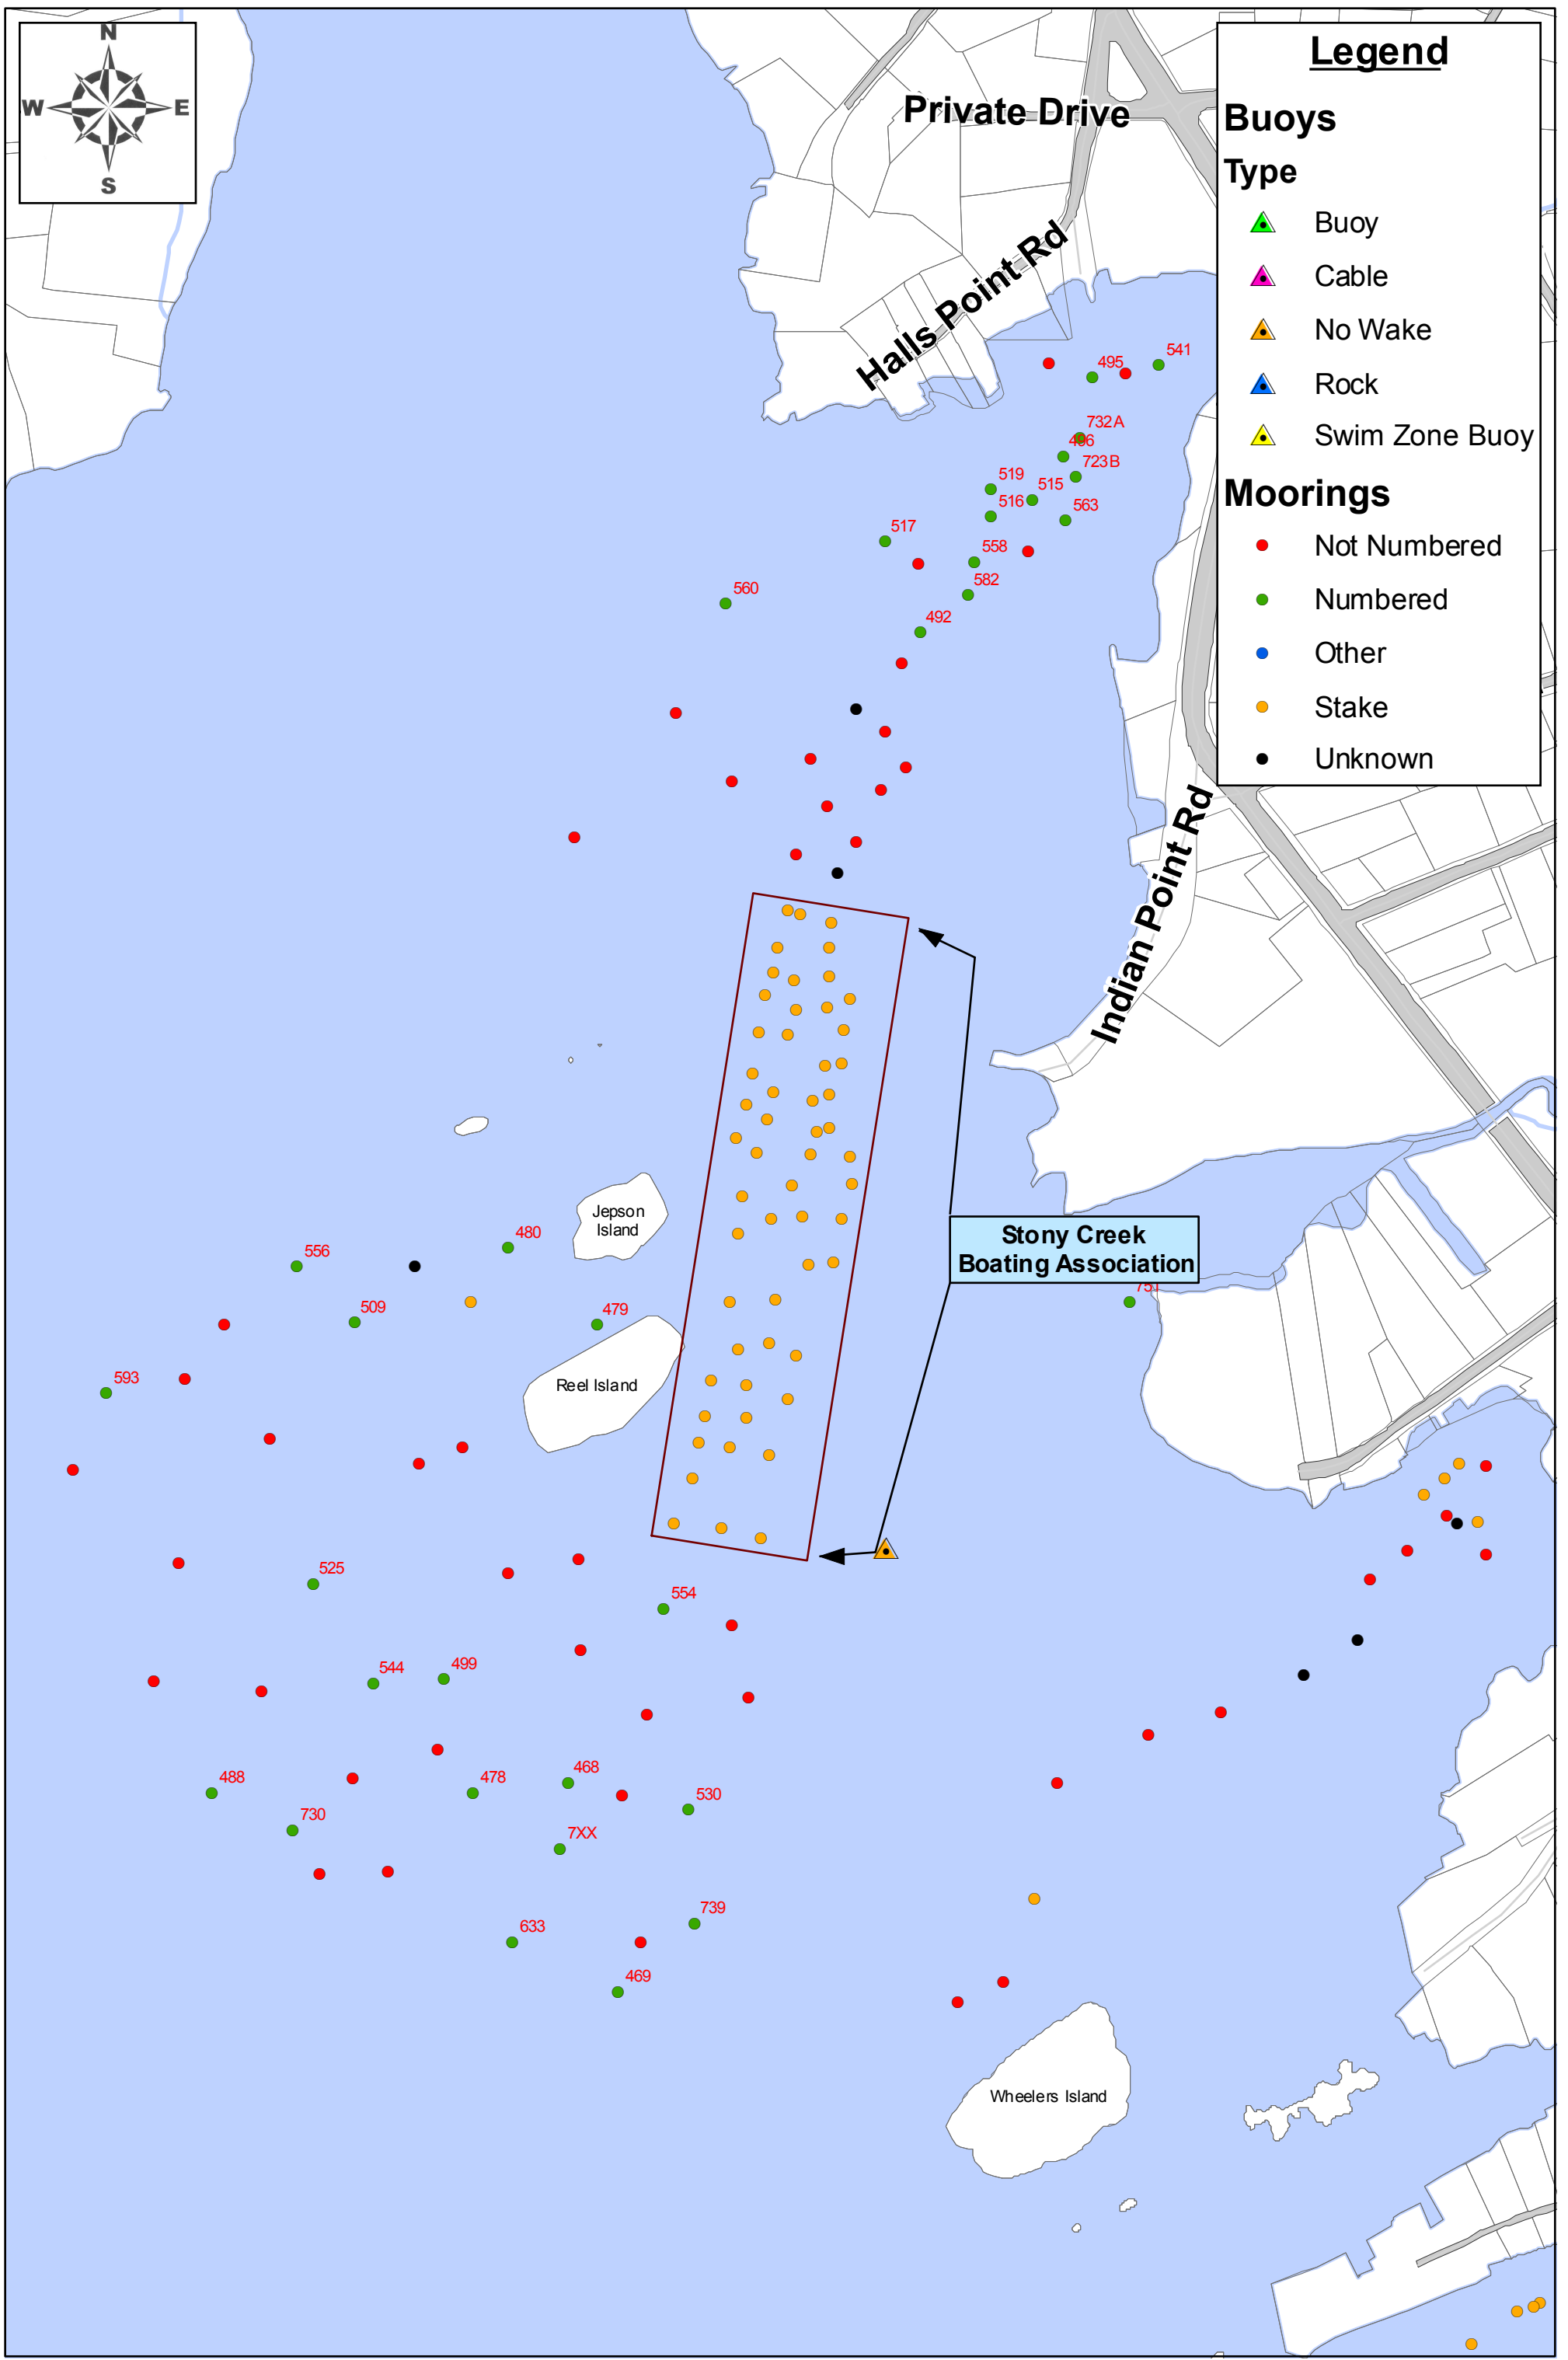 N
W
E
S
Private Drive
Halls Point Rd
Legend
Buoys
Type
Buoy
Cable
No Wake
Rock
Swim Zone Buoy
Moorings
Not Numbered
Numbered
Other
Stake
Unknown
541
495
732A
496
723B
519
515
516
563
517
558
582
560
492
Indian Point Rd
Jepson
Island
Stony Creek
Boating Association
480
556
751
509
479
593
Reel Island
525
554
499
544
468
488
478
530
730
7XX
739
633
469
Wheelers Island